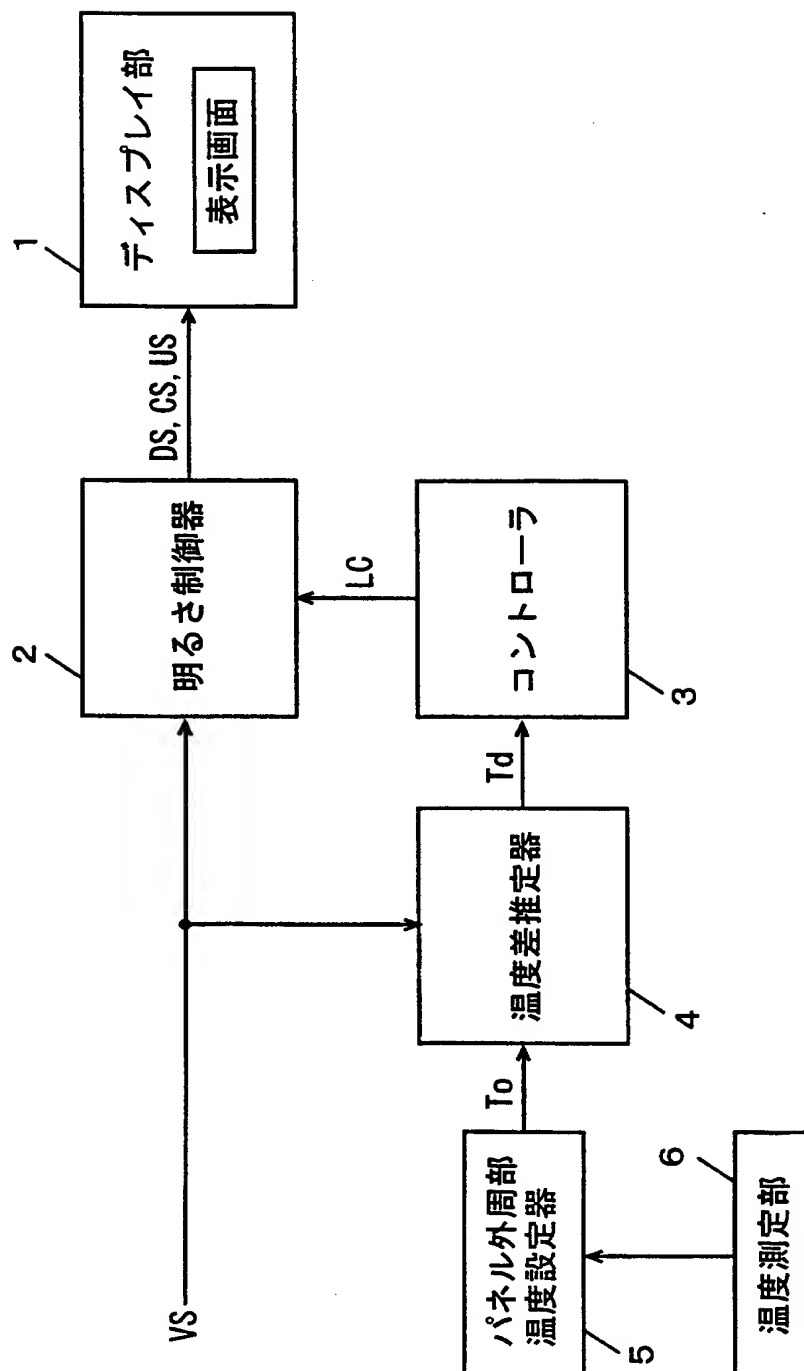 1
ディスプレイ部
表示画面
DS, CS, US
2
明るさ制御器
LC
コントローラ
3
Td
温度差推定器
4
VS
To
パネル外周部
温度設定器
5
6
温度測定部